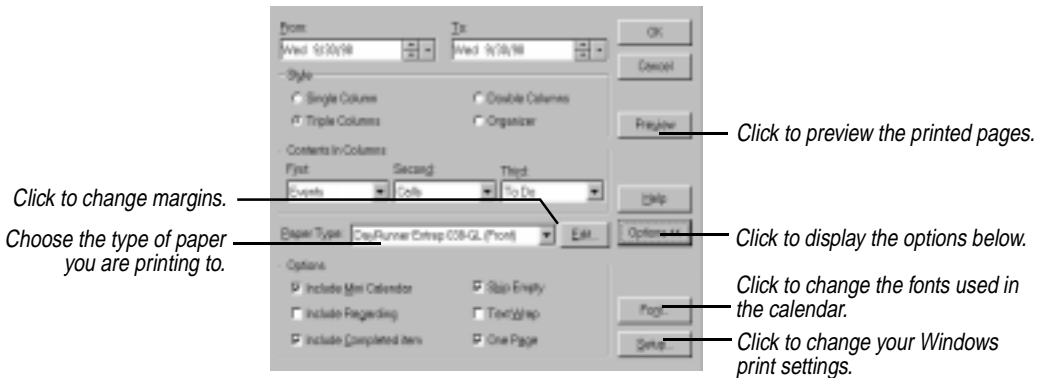 From:
To:
OK
Wed 9/30/98
Wed 9/30/98
Cancel
Style
Single Column
Double Columns
Triple Columns
Organizer
Preview
Click to preview the printed pages.
Contents In Columns
First:
Second:
Third:
Events
Calls
To Do
Help
Click to change margins.
Paper Type:
DayRunner Entrep 038-GL (Front)
Edit...
Options
Choose the type of paper
you are printing to.
Click to display the options below.
Options
Include Mini Calendar
Skip Empty
Click to change the fonts used in
the calendar.
Include Regarding
Text Wrap
Font...
Include Completed item
One Page
Setup...
Click to change your Windows
print settings.